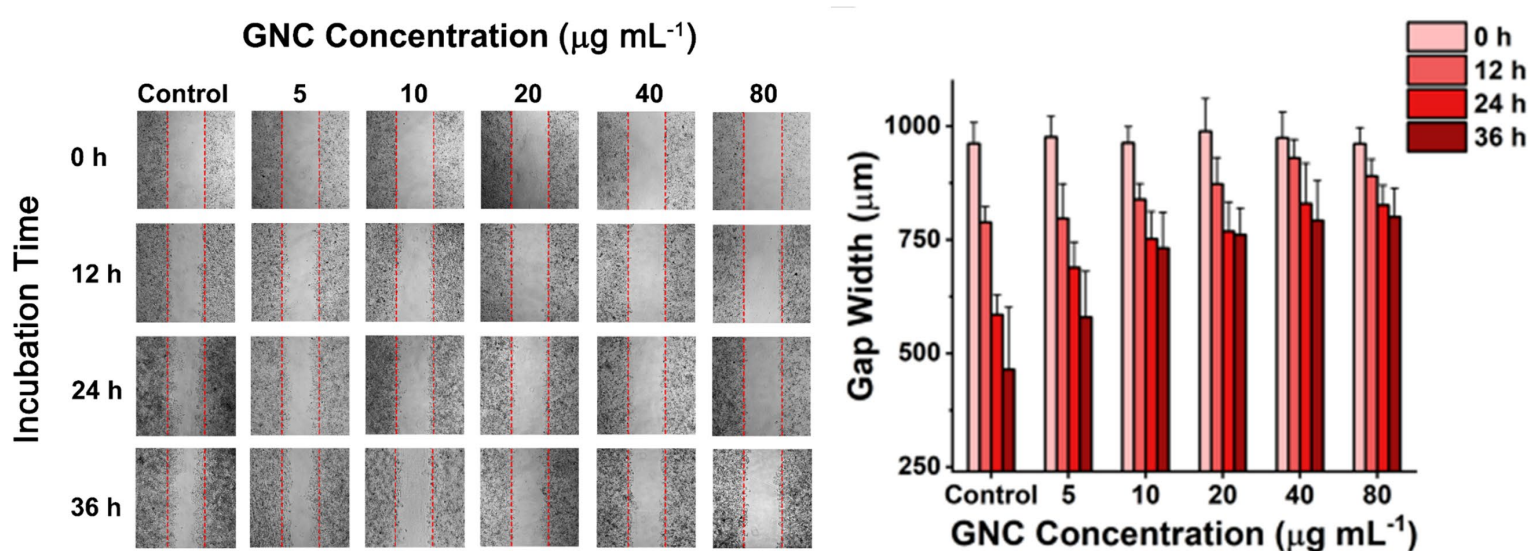 GNC Concentration (μg mL⁻¹)
Control 5 10 20 40 80
Incubation Time
0 h
12 h
24 h
36 h
0 h
12 h
24 h
36 h
Gap Width (μm)
1000
750
500
250
Control 5 10 20 40 80
GNC Concentration (μg mL⁻¹)